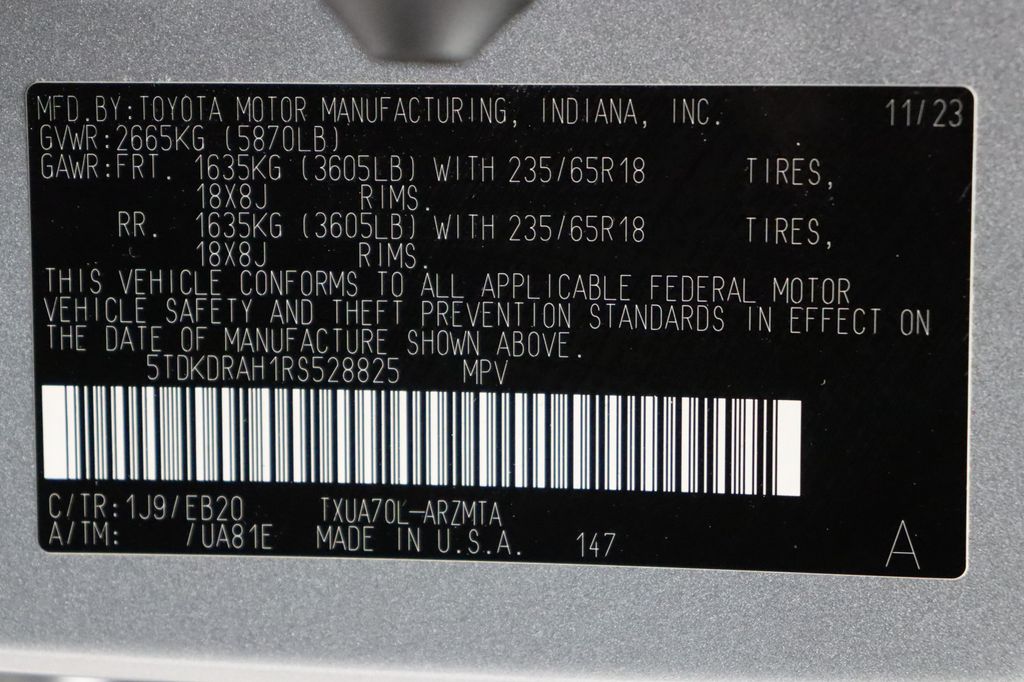 MFD.BY:TOYOTA MOTOR MANUFACTURING, INDIANA, INC. 11/23
GVWR:2665KG (5870LB)
GAWR:FRT. 1635KG (3605LB) WITH 235/65R18 TIRES,
18X8J RIMS.
RR. 1635KG (3605LB) WITH 235/65R18 TIRES,
18X8J RIMS.
THIS VEHICLE CONFORMS TO ALL APPLICABLE FEDERAL MOTOR
VEHICLE SAFETY AND THEFT PREVENTION STANDARDS IN EFFECT ON
THE DATE OF MANUFACTURE SHOWN ABOVE.
5TDKDRAH1RS528825 MPV
C/TR:1J9/EB20 TXUA70L-ARZMTA
A/TM: /UA81E MADE IN U.S.A. 147 A